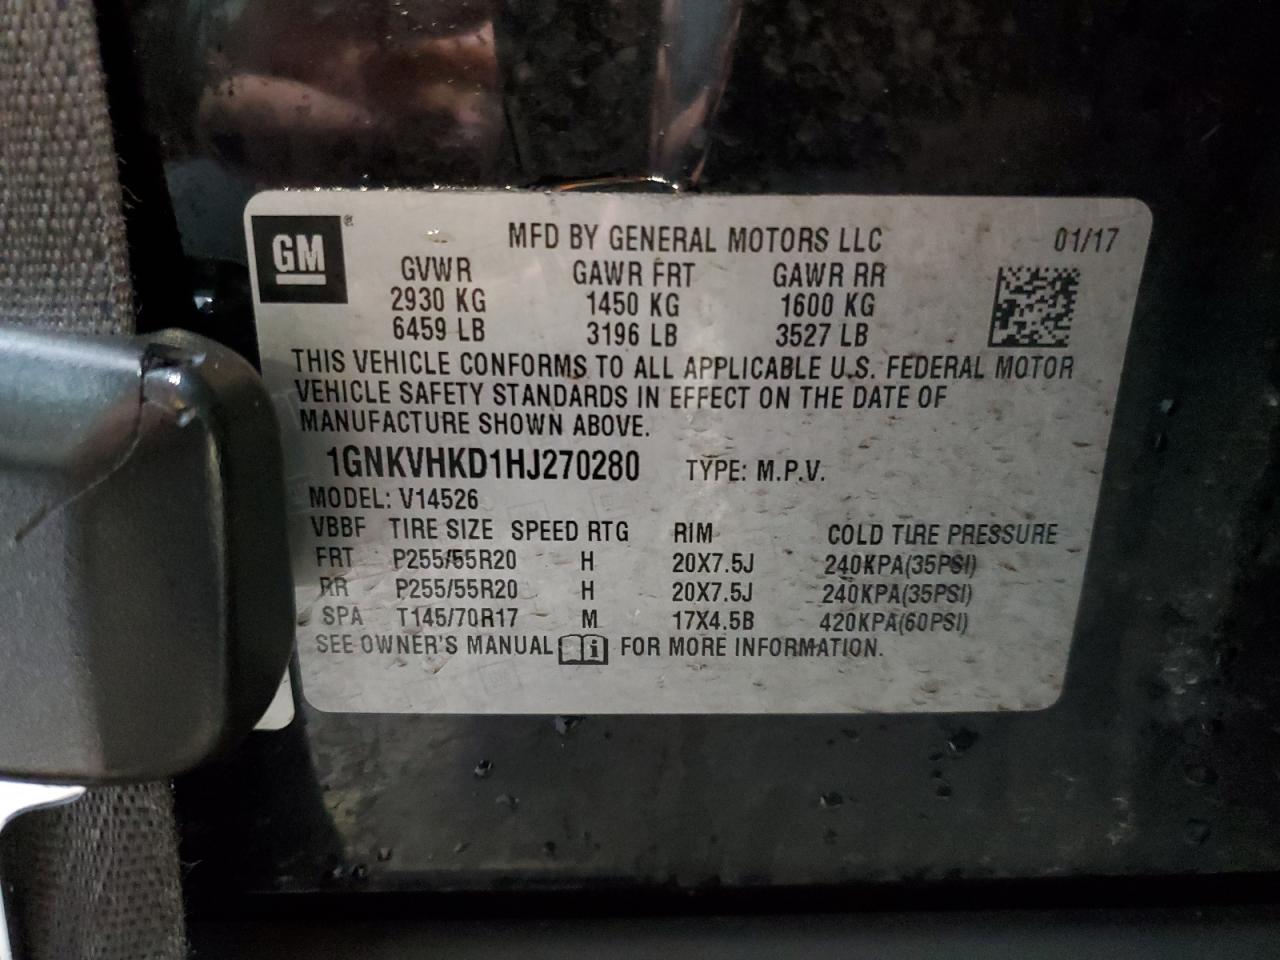 GM ®
MFD BY GENERAL MOTORS LLC 01/17
GVWR GAWR FRT GAWR RR
2930 KG 1450 KG 1600 KG
6459 LB 3196 LB 3527 LB
THIS VEHICLE CONFORMS TO ALL APPLICABLE U.S. FEDERAL MOTOR
VEHICLE SAFETY STANDARDS IN EFFECT ON THE DATE OF
MANUFACTURE SHOWN ABOVE.
1GNKVHKD1HJ270280 TYPE: M.P.V.
MODEL: V14526
VBBF TIRE SIZE SPEED RTG RIM COLD TIRE PRESSURE
FRT P255/55R20 H 20X7.5J 240KPA(35PSI)
RR P255/55R20 H 20X7.5J 240KPA(35PSI)
SPA T145/70R17 M 17X4.5B 420KPA(60PSI)
SEE OWNER'S MANUAL i FOR MORE INFORMATION.